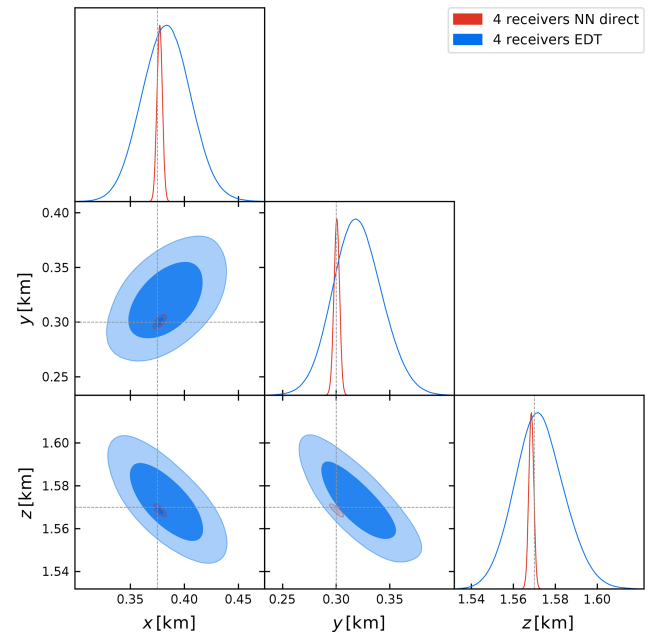 4 receivers NN direct
4 receivers EDT
0.40
0.35
0.30
0.25
y [km]
1.60
1.58
1.56
1.54
z [km]
0.35 0.40 0.45
0.25 0.30 0.35
1.54 1.56 1.58 1.60
x [km]
y [km]
z [km]